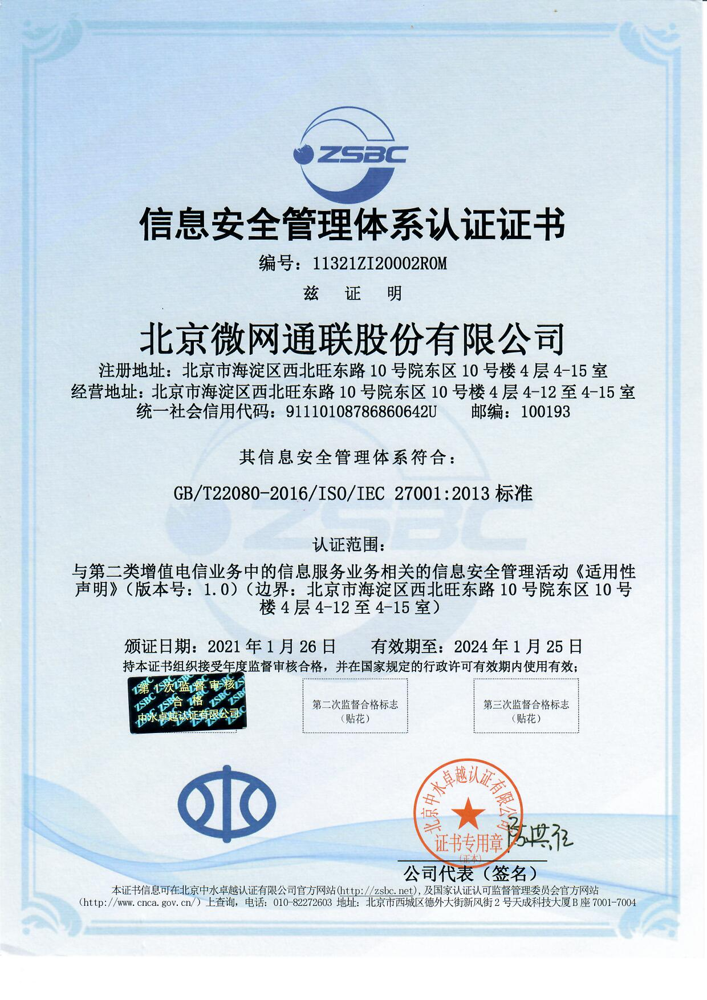 ZSBC
信息安全管理体系认证证书
编号：11321ZI20002R0M
兹 证 明
北京微网通联股份有限公司
注册地址：北京市海淀区西北旺东路 10 号院东区 10 号楼 4 层 4-15 室
经营地址：北京市海淀区西北旺东路 10 号院东区 10 号楼 4 层 4-12 至 4-15 室
统一社会信用代码：91110108786860642U 邮编：100193
其信息安全管理体系符合：
GB/T22080-2016/ISO/IEC 27001:2013 标准
ZSBC
认证范围：
与第二类增值电信业务中的信息服务业务相关的信息安全管理活动《适用性
声明》（版本号：1.0）（边界：北京市海淀区西北旺东路 10 号院东区 10 号
楼 4 层 4-12 至 4-15 室）
颁证日期：2021 年 1 月 26 日 有效期至：2024 年 1 月 25 日
持本证书组织接受年度监督审核合格，并在国家规定的行政许可有效期内使用有效；
第 1 次 监 督 审 核
合 格
中水卓越认证有限公司
第二次监督合格标志
（贴花）
第三次监督合格标志
（贴花）
北京中水卓越认证有限公司
证书专用章
(正本)
公司代表（签名）
本证书信息可在北京中水卓越认证有限公司官方网站(http://zsbc.net),及国家认证认可监督管理委员会官方网站
（http://www.cnca.gov.cn/）上查询，电话：010-82272603 地址：北京市西城区德外大街新风街 2 号天成科技大厦 B 座 7001-7004